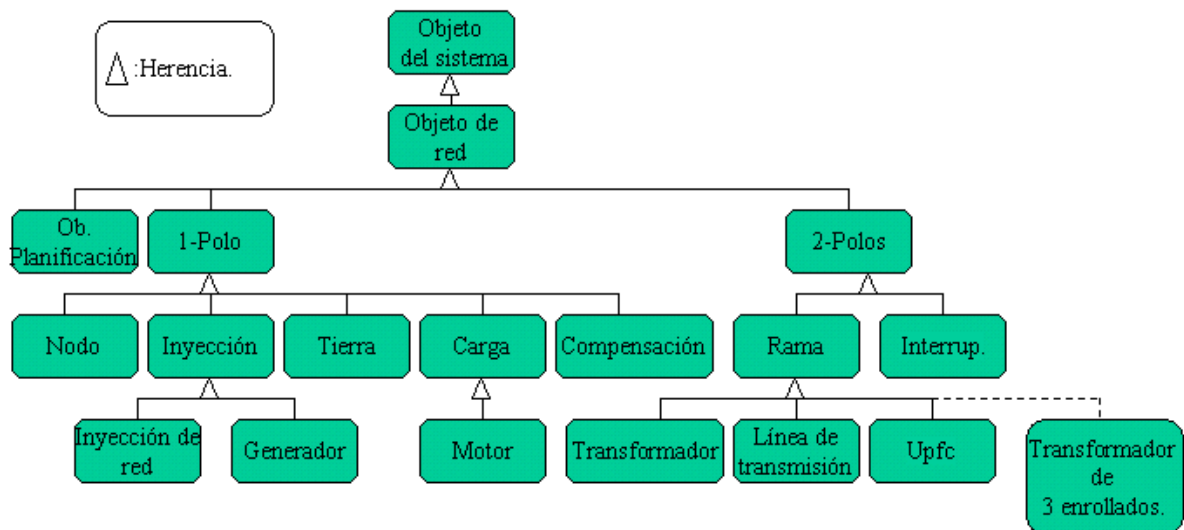 :Herencia.
Objeto
del sistema
Objeto de
red
Ob.
Planificación
1-Polo
2-Polos
Nodo
Inyección
Tierra
Carga
Compensación
Rama
Interrup.
Inyección de
red
Generador
Motor
Transformador
Línea de
transmisión
Upfc
Transformador
de
3 enrollados.